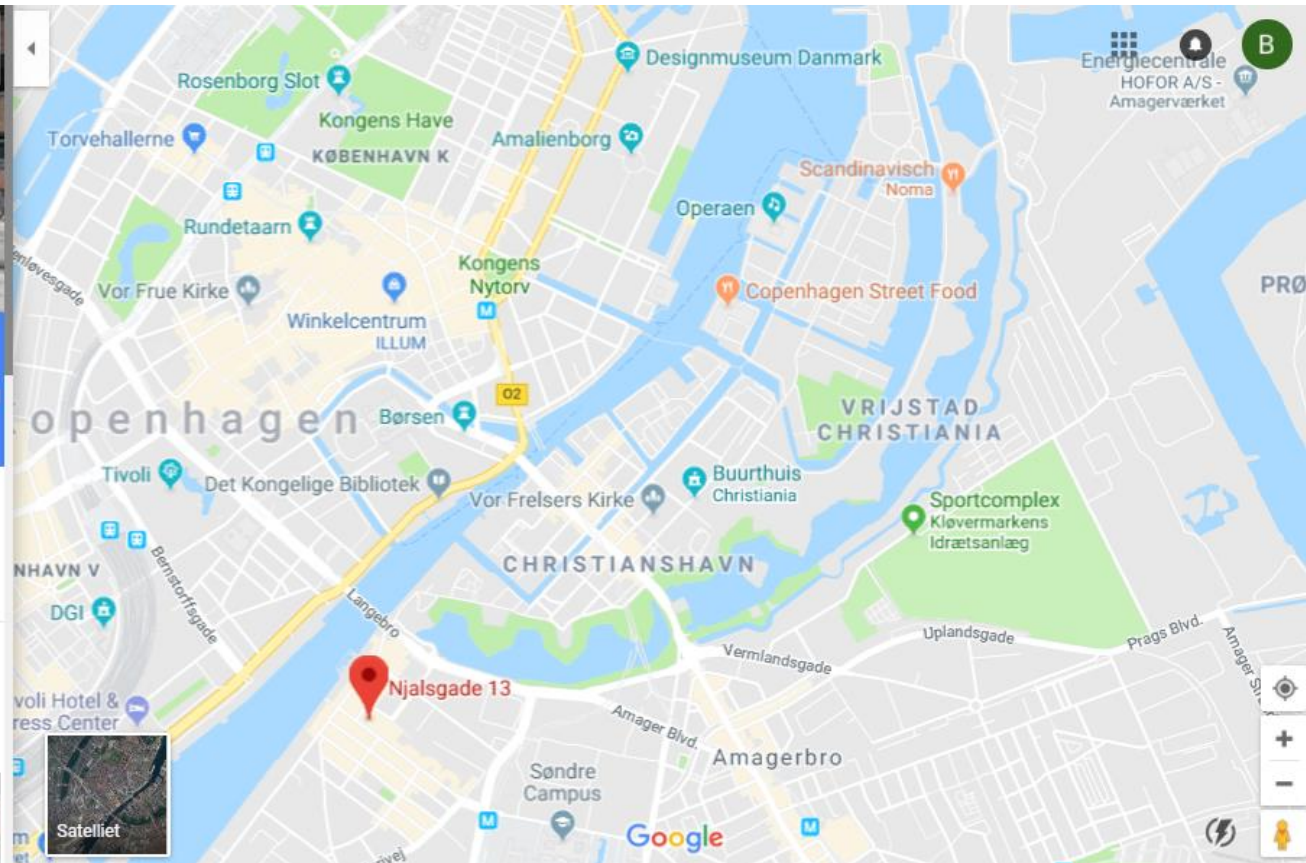 Designmuseum Danmark
B
Energiecentrale
HOFOR A/S -
Amagerværket
Rosenborg Slot
Kongens Have
Torvehallerne
KØBENHAVN K
Amalienborg
Scandinavisch
Noma
Operaen
Rundetaarn
Kongens
Nytorv
Vor Frue Kirke
Copenhagen Street Food
PRØ
M
Winkelcentrum
ILLUM
O2
openhagen
Børsen
VRIJSTAD
CHRISTIANIA
Tivoli
Det Kongelige Bibliotek
Vor Frelsers Kirke
Buurthuis
Christiania
Sportcomplex
Kløvermarkens
Idrætsanlæg
NHAVN V
Bernstorffsgade
CHRISTIANSHAVN
DGI
Langebro
Uplandsgade
Prags Blvd.
Vermlandsgade
Njalsgade 13
voli Hotel &
ress Center
Amager Blvd.
Amagerbro
Søndre
Campus
Satelliet
M
M
Google